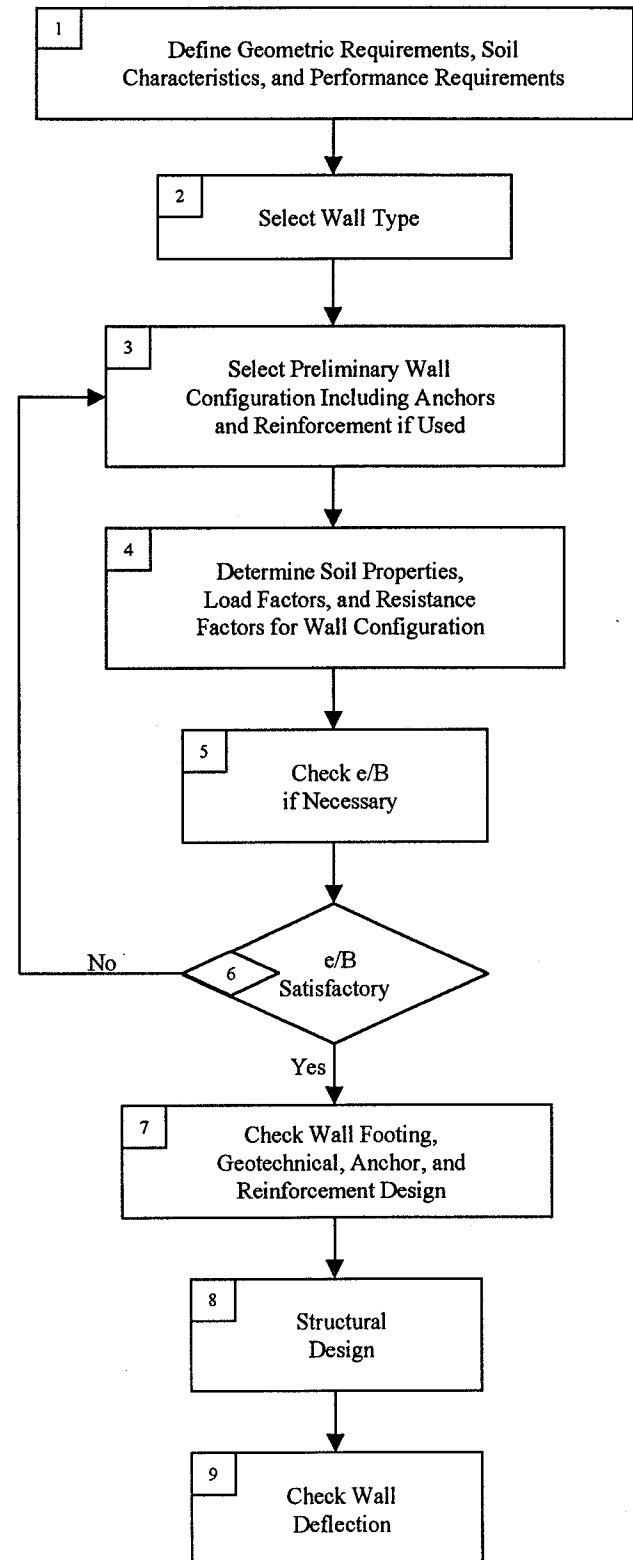 1
Define Geometric Requirements, Soil
Characteristics, and Performance Requirements
2
Select Wall Type
3
Select Preliminary Wall
Configuration Including Anchors
and Reinforcement if Used
4
Determine Soil Properties,
Load Factors, and Resistance
Factors for Wall Configuration
5
Check e/B
if Necessary
No
6
e/B
Satisfactory
Yes
7
Check Wall Footing,
Geotechnical, Anchor, and
Reinforcement Design
8
Structural
Design
9
Check Wall
Deflection